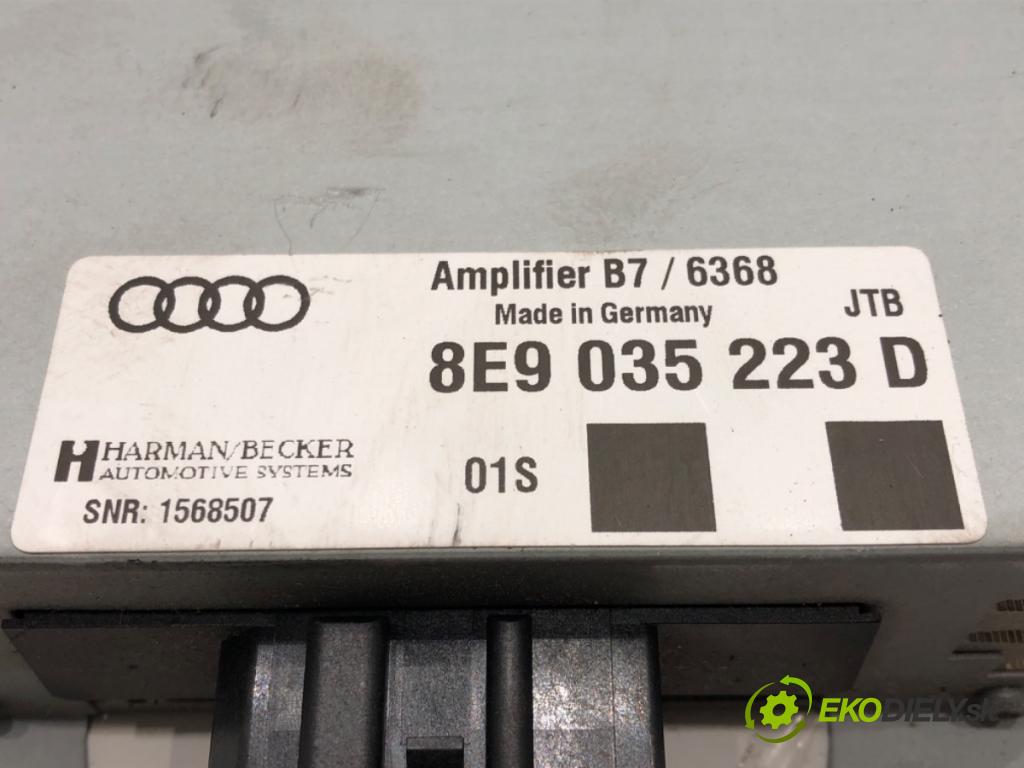 Amplifier B7 / 6368
Made in Germany
JTB
8E9 035 223 D
HARMAN/BECKER
AUTOMOTIVE SYSTEMS
01S
SNR: 1568507
EKODIELY.sk